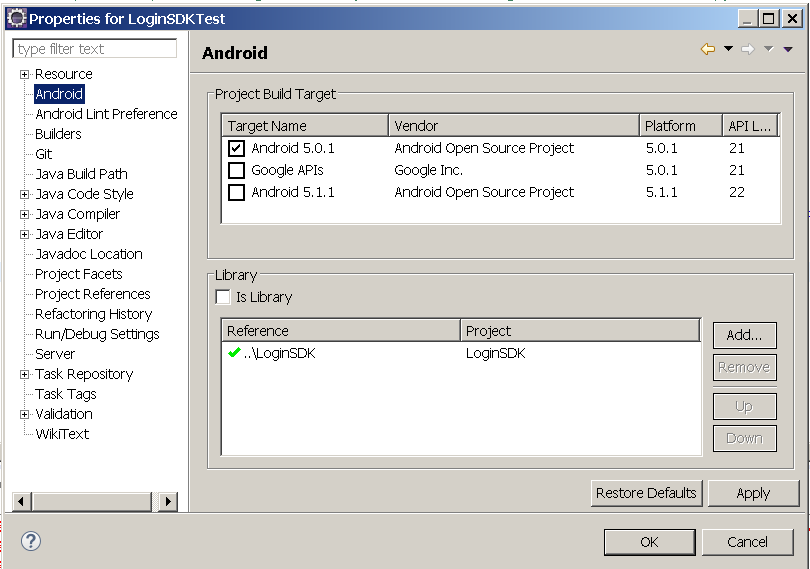 Properties for LoginSDKTest
type filter text
Resource
Android
Android Lint Preference
Builders
Git
Java Build Path
Java Code Style
Java Compiler
Java Editor
Javadoc Location
Project Facets
Project References
Refactoring History
Run/Debug Settings
Server
Task Repository
Task Tags
Validation
WikiText
Android
Project Build Target
Target Name Vendor Platform API L...
Android 5.0.1 Android Open Source Project 5.0.1 21
Google APIs Google Inc. 5.0.1 21
Android 5.1.1 Android Open Source Project 5.1.1 22
Library
Is Library
Reference Project
..\LoginSDK LoginSDK
Add...
Remove
Up
Down
Restore Defaults Apply
? OK Cancel